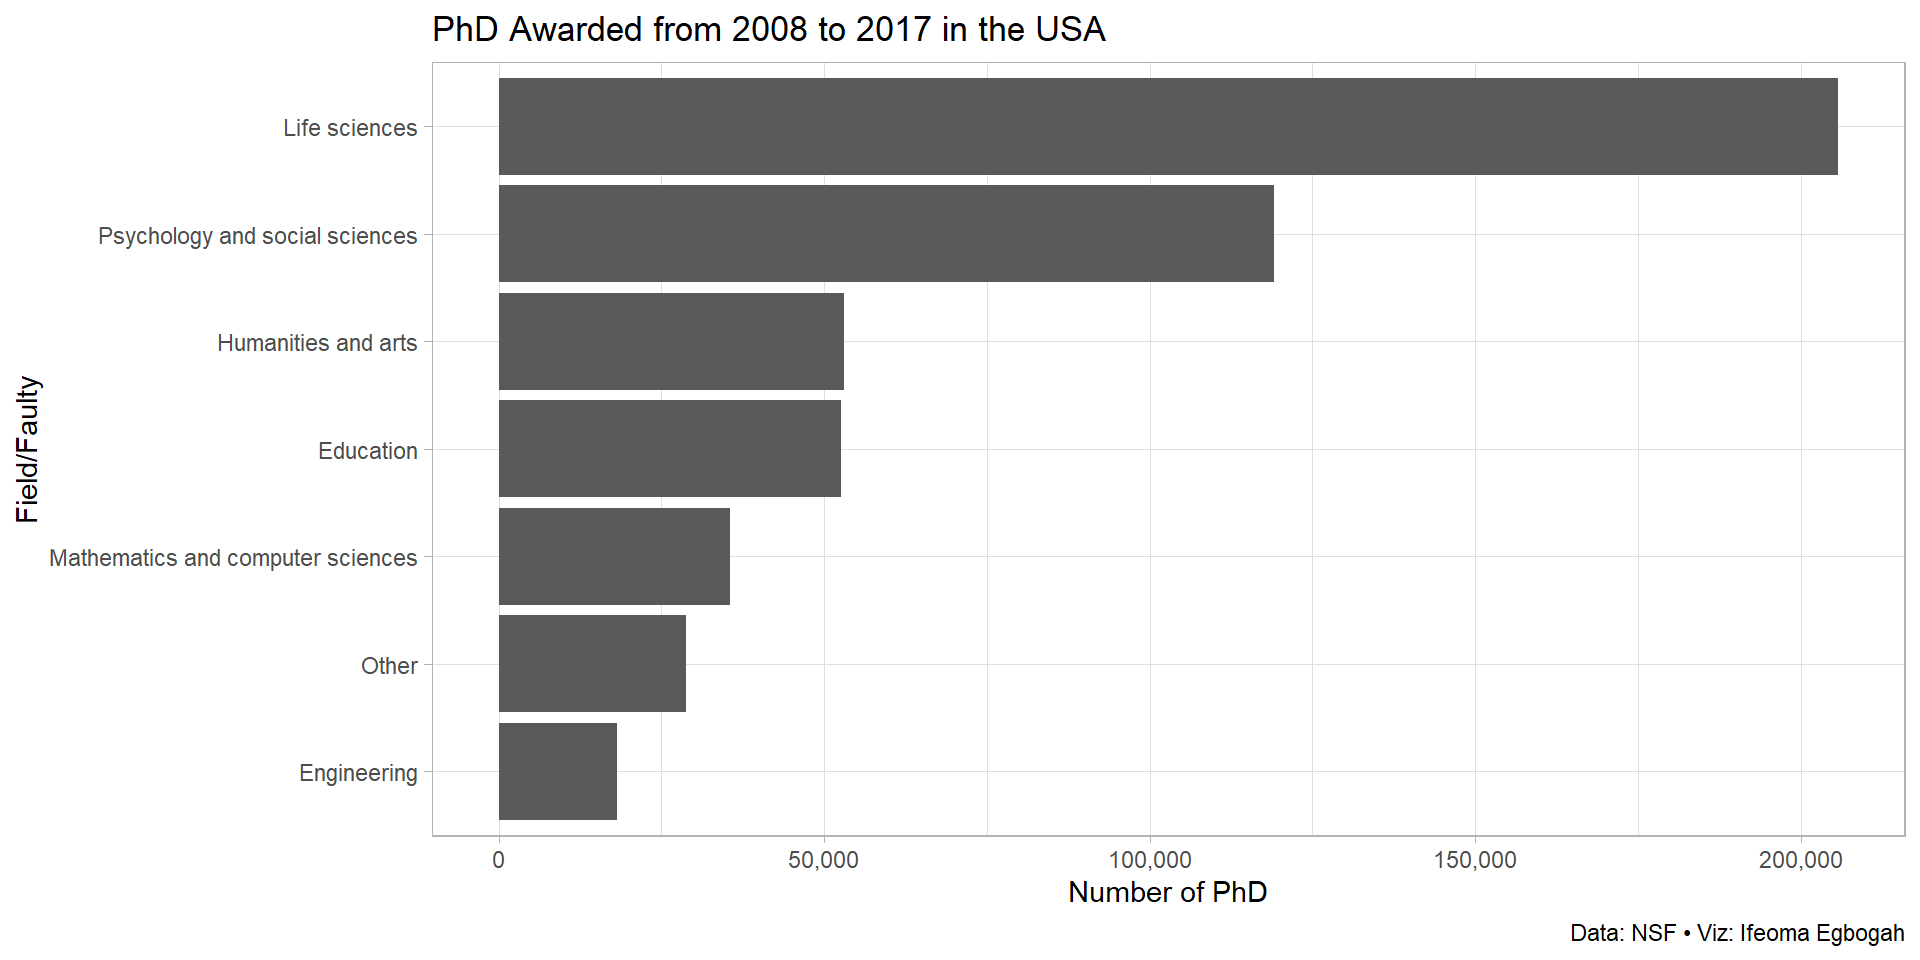 PhD Awarded from 2008 to 2017 in the USA
Field/Faulty
Life sciences
Psychology and social sciences
Humanities and arts
Education
Mathematics and computer sciences
Other
Engineering
0
50,000
100,000
150,000
200,000
Number of PhD
Data: NSF • Viz: Ifeoma Egbogah